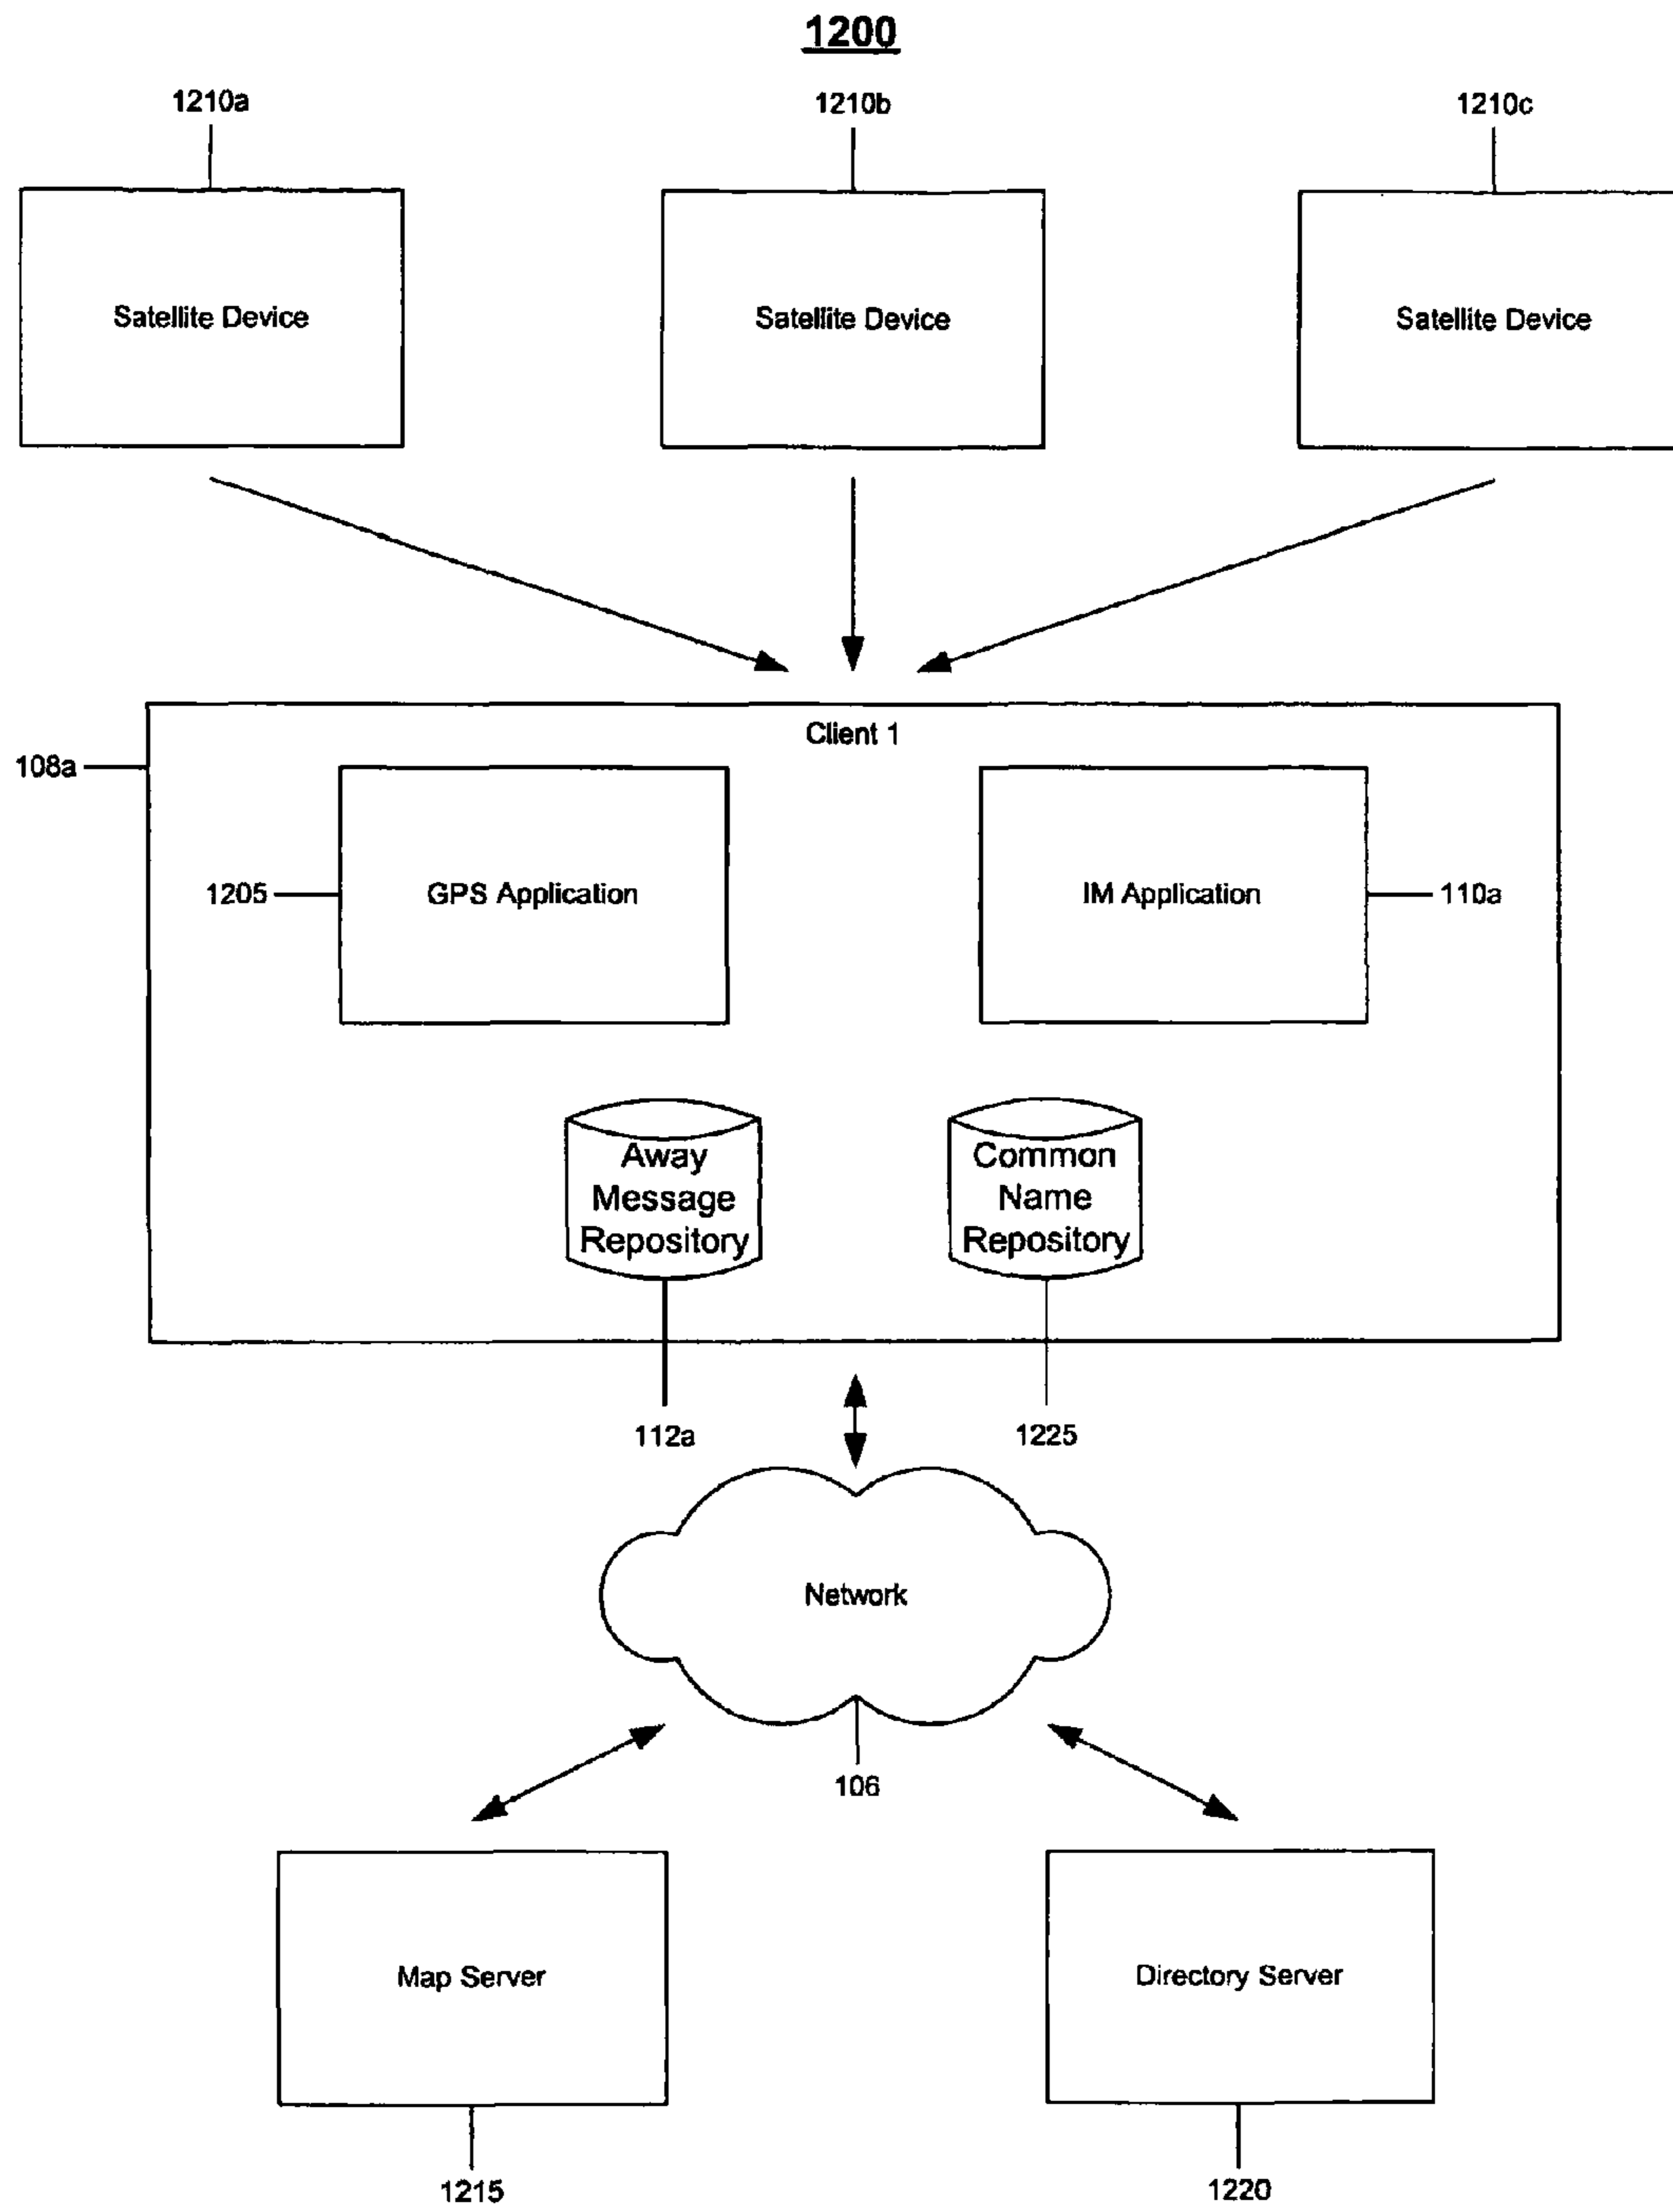 1200
1210a
1210b
1210c
Satellite Device
Satellite Device
Satellite Device
Client 1
108a
1205
GPS Application
IM Application
110a
Away
Message
Repository
Common
Name
Repository
112a
1225
Network
106
Map Server
Directory Server
1215
1220